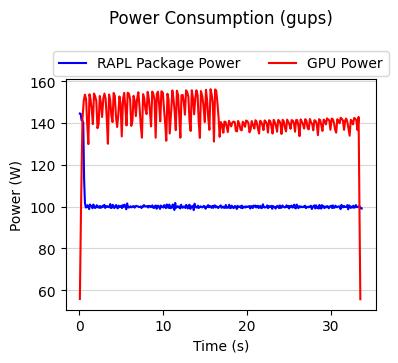 Power Consumption (gups)
RAPL Package Power
GPU Power
160
140
120
100
80
60
Power (W)
0
10
20
30
Time (s)